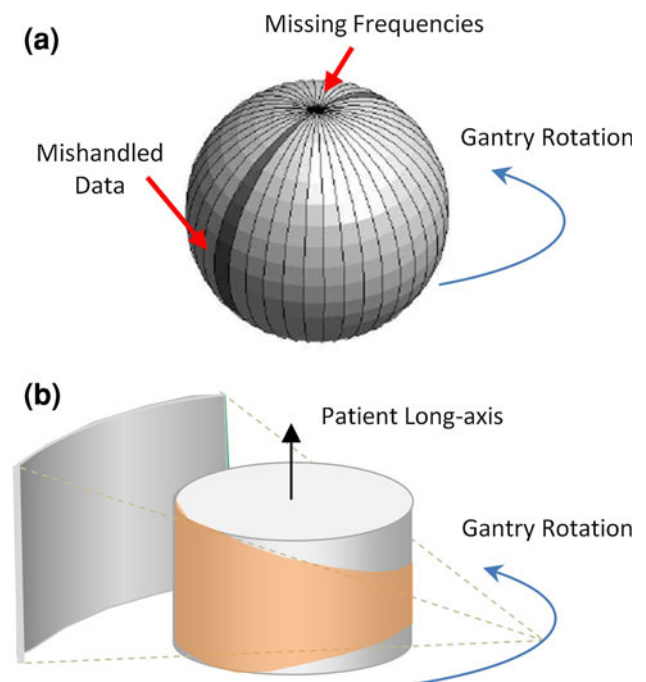 (a)
Missing Frequencies
Mishandled
Data
Gantry Rotation
(b)
Patient Long-axis
Gantry Rotation